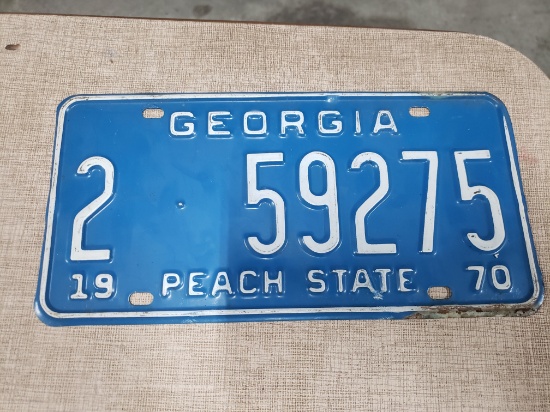 GEORGIA
2 · 59275
19 PEACH STATE 70